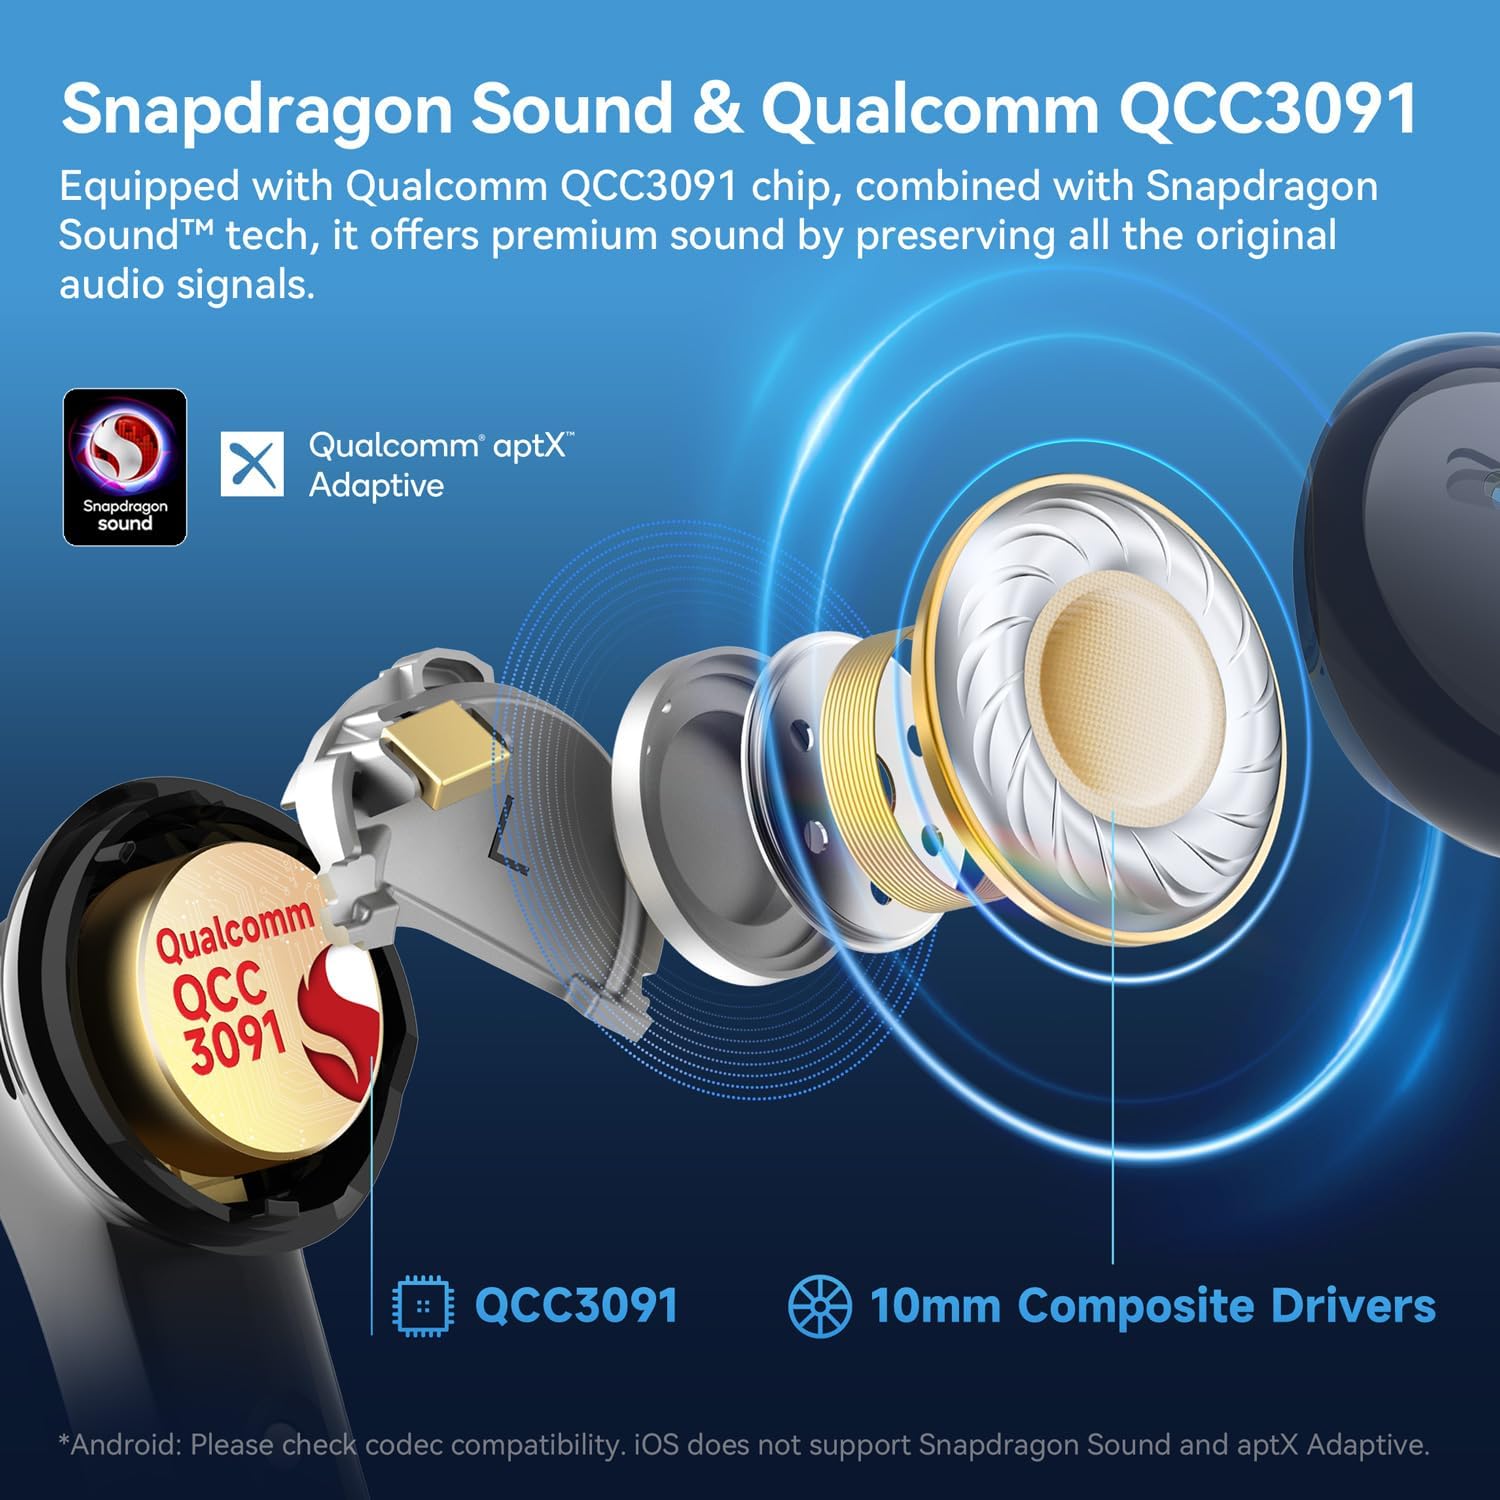 Snapdragon Sound & Qualcomm QCC3091
Equipped with Qualcomm QCC3091 chip, combined with Snapdragon
Sound™ tech, it offers premium sound by preserving all the original
audio signals.
Snapdragon
sound
Qualcomm® aptX™
Adaptive
L
Qualcomm
QCC
3091
QCC3091
10mm Composite Drivers
*Android: Please check codec compatibility. iOS does not support Snapdragon Sound and aptX Adaptive.